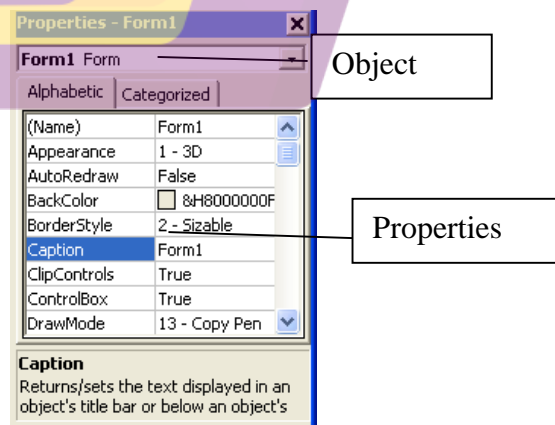 Properties - Form1
Form1 Form
Object
Alphabetic Categorized
(Name) Form1
Appearance 1 - 3D
AutoRedraw False
BackColor &H8000000F
BorderStyle 2 - Sizable
Properties
Caption Form1
ClipControls True
ControlBox True
DrawMode 13 - Copy Pen
Caption
Returns/sets the text displayed in an
object's title bar or below an object's